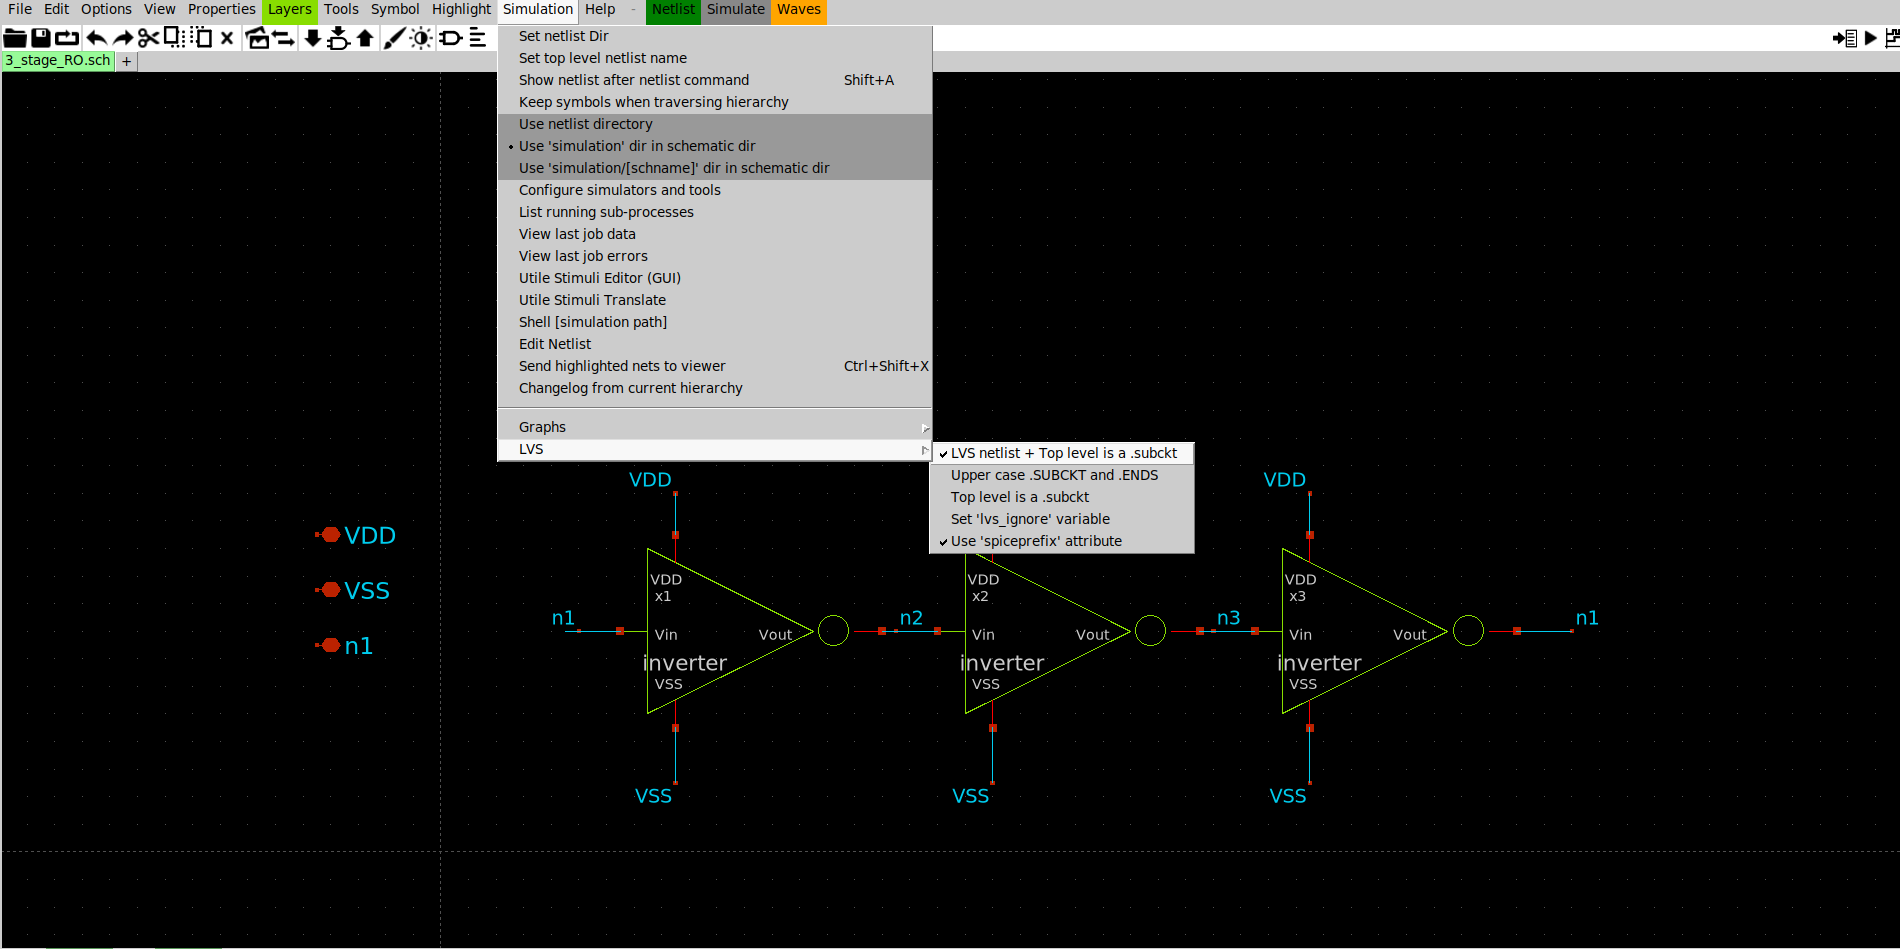 File Edit Options View Properties Layers Tools Symbol Highlight Simulation Help - Netlist Simulate Waves
3_stage_RO.sch +
Set netlist Dir
Set top level netlist name
Show netlist after netlist command Shift+A
Keep symbols when traversing hierarchy
Use netlist directory
Use 'simulation' dir in schematic dir
Use 'simulation/[schname]' dir in schematic dir
Configure simulators and tools
List running sub-processes
View last job data
View last job errors
Utile Stimuli Editor (GUI)
Utile Stimuli Translate
Shell [simulation path]
Edit Netlist
Send highlighted nets to viewer Ctrl+Shift+X
Changelog from current hierarchy
Graphs
LVS
LVS netlist + Top level is a .subckt
Upper case .SUBCKT and .ENDS
Top level is a .subckt
Set 'lvs_ignore' variable
Use 'spiceprefix' attribute
VDD
VSS
n1
VDD
n1
VDD
x1
Vin
Vout
inverter
VSS
VSS
n2
VDD
x2
Vin
Vout
inverter
VSS
VSS
n3
VDD
VDD
x3
Vin
Vout
inverter
VSS
VSS
n1